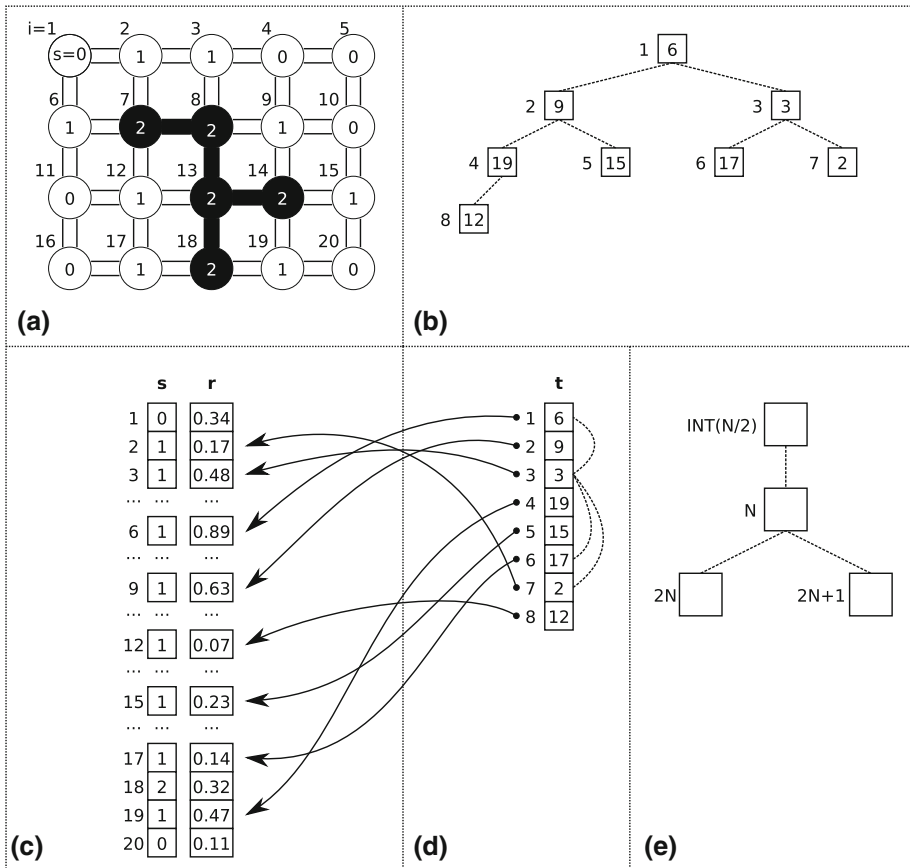 i=1 2 3 4 5
s=0 1 1 0 0
6 7 8 9 10
1 2 2 1 0
11 12 13 14 15
0 1 2 2 1
16 17 18 19 20
0 1 2 1 0
(a)
1 6
2 9 3 3
4 19 5 15 6 17 7 2
8 12
(b)
s r
1 0 0.34
2 1 0.17
3 1 0.48
... ... ...
6 1 0.89
... ... ...
9 1 0.63
... ... ...
12 1 0.07
... ... ...
15 1 0.23
... ... ...
17 1 0.14
18 2 0.32
19 1 0.47
20 0 0.11
(c)
t
1 6
2 9
3 3
4 19
5 15
6 17
7 2
8 12
(d)
INT(N/2)
N
2N 2N+1
(e)